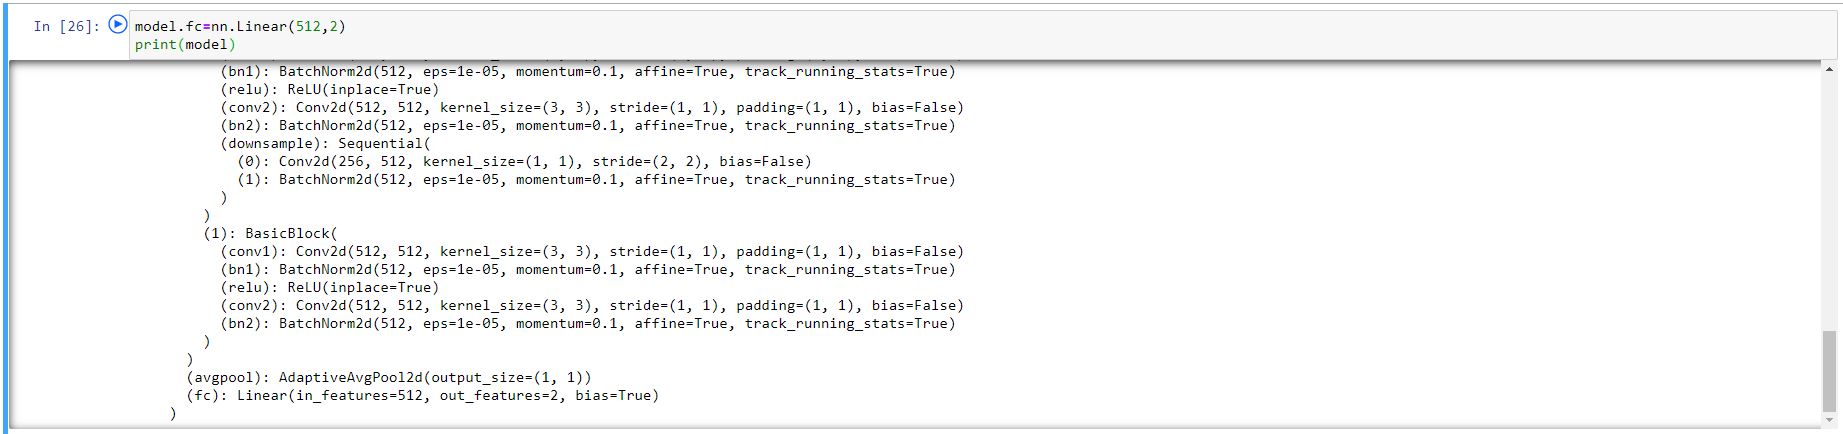 In [26]:
model.fc=nn.Linear(512,2)
print(model)
(bn1): BatchNorm2d(512, eps=1e-05, momentum=0.1, affine=True, track_running_stats=True)
(relu): ReLU(inplace=True)
(conv2): Conv2d(512, 512, kernel_size=(3, 3), stride=(1, 1), padding=(1, 1), bias=False)
(bn2): BatchNorm2d(512, eps=1e-05, momentum=0.1, affine=True, track_running_stats=True)
(downsample): Sequential(
(0): Conv2d(256, 512, kernel_size=(1, 1), stride=(2, 2), bias=False)
(1): BatchNorm2d(512, eps=1e-05, momentum=0.1, affine=True, track_running_stats=True)
)
)
(1): BasicBlock(
(conv1): Conv2d(512, 512, kernel_size=(3, 3), stride=(1, 1), padding=(1, 1), bias=False)
(bn1): BatchNorm2d(512, eps=1e-05, momentum=0.1, affine=True, track_running_stats=True)
(relu): ReLU(inplace=True)
(conv2): Conv2d(512, 512, kernel_size=(3, 3), stride=(1, 1), padding=(1, 1), bias=False)
(bn2): BatchNorm2d(512, eps=1e-05, momentum=0.1, affine=True, track_running_stats=True)
)
)
(avgpool): AdaptiveAvgPool2d(output_size=(1, 1))
(fc): Linear(in_features=512, out_features=2, bias=True)
)